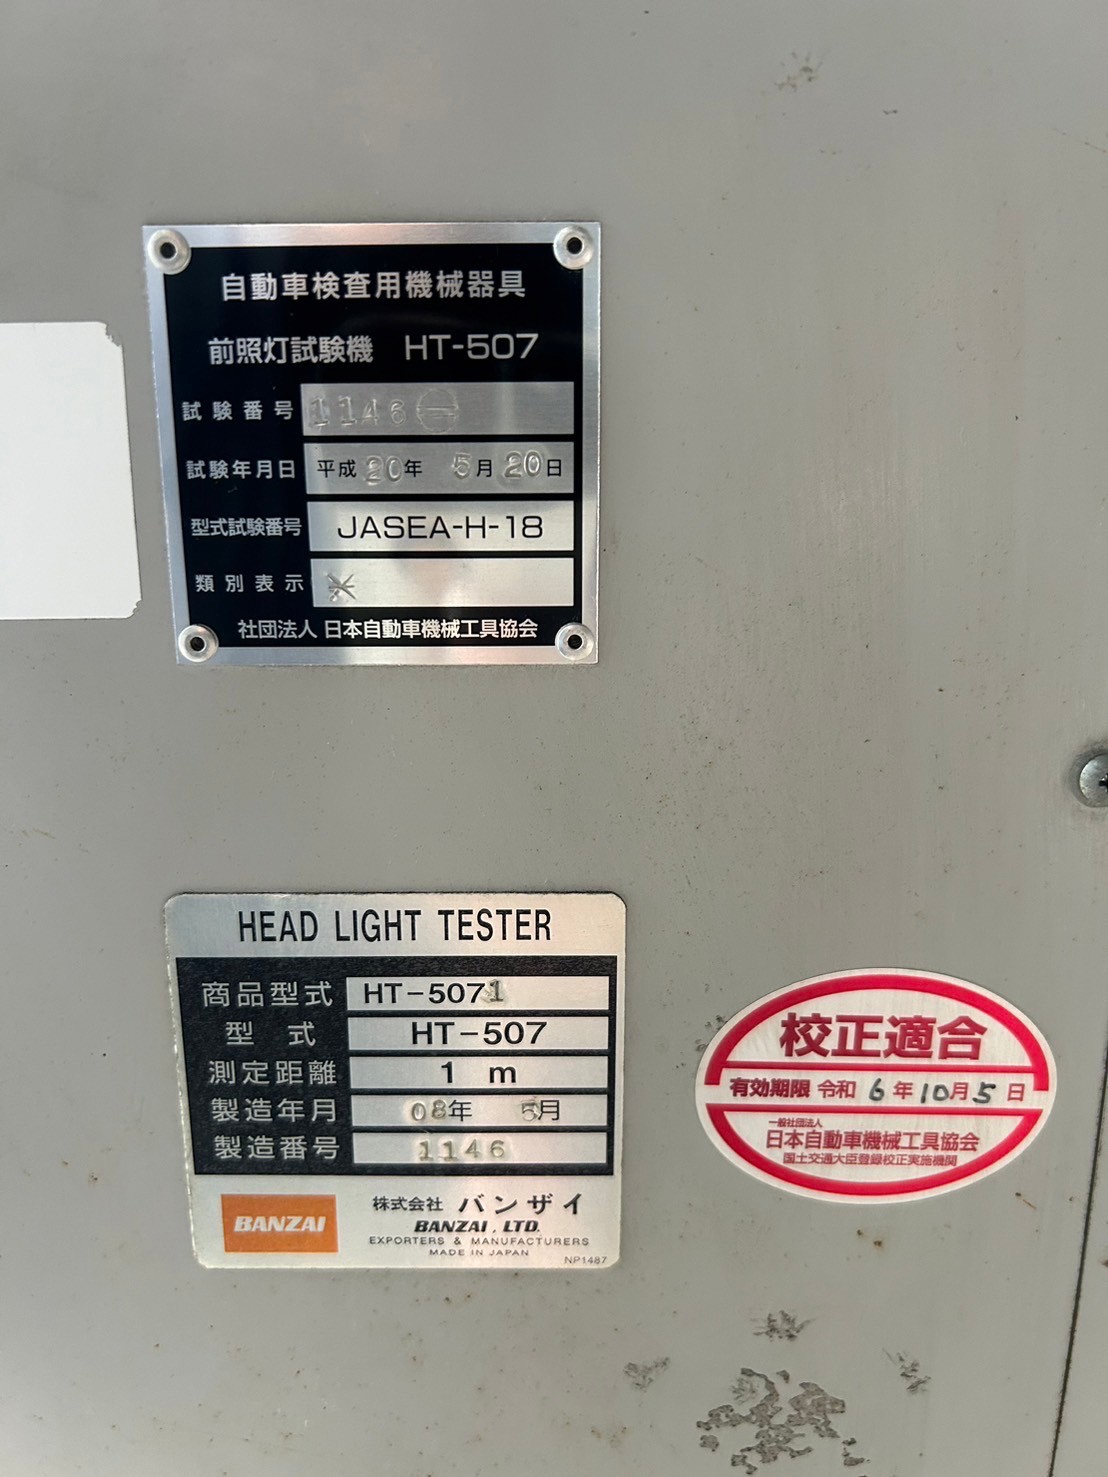 自動車検査用機械器具
前照灯試験機 HT-507
試験番号 1146
試験年月日 平成20年 5月20日
型式試験番号 JASEA-H-18
類別表示
社団法人 日本自動車機械工具協会
HEAD LIGHT TESTER
商品型式 HT-5071
型式 HT-507
測定距離 1 m
製造年月 08年 5月
製造番号 1146
BANZAI
株式会社 バンザイ
BANZAI, LTD.
EXPORTERS & MANUFACTURERS
MADE IN JAPAN
NP1487
校正適合
有効期限 令和 6年10月5日
一般社団法人
日本自動車機械工具協会
国土交通大臣登録校正実施機関